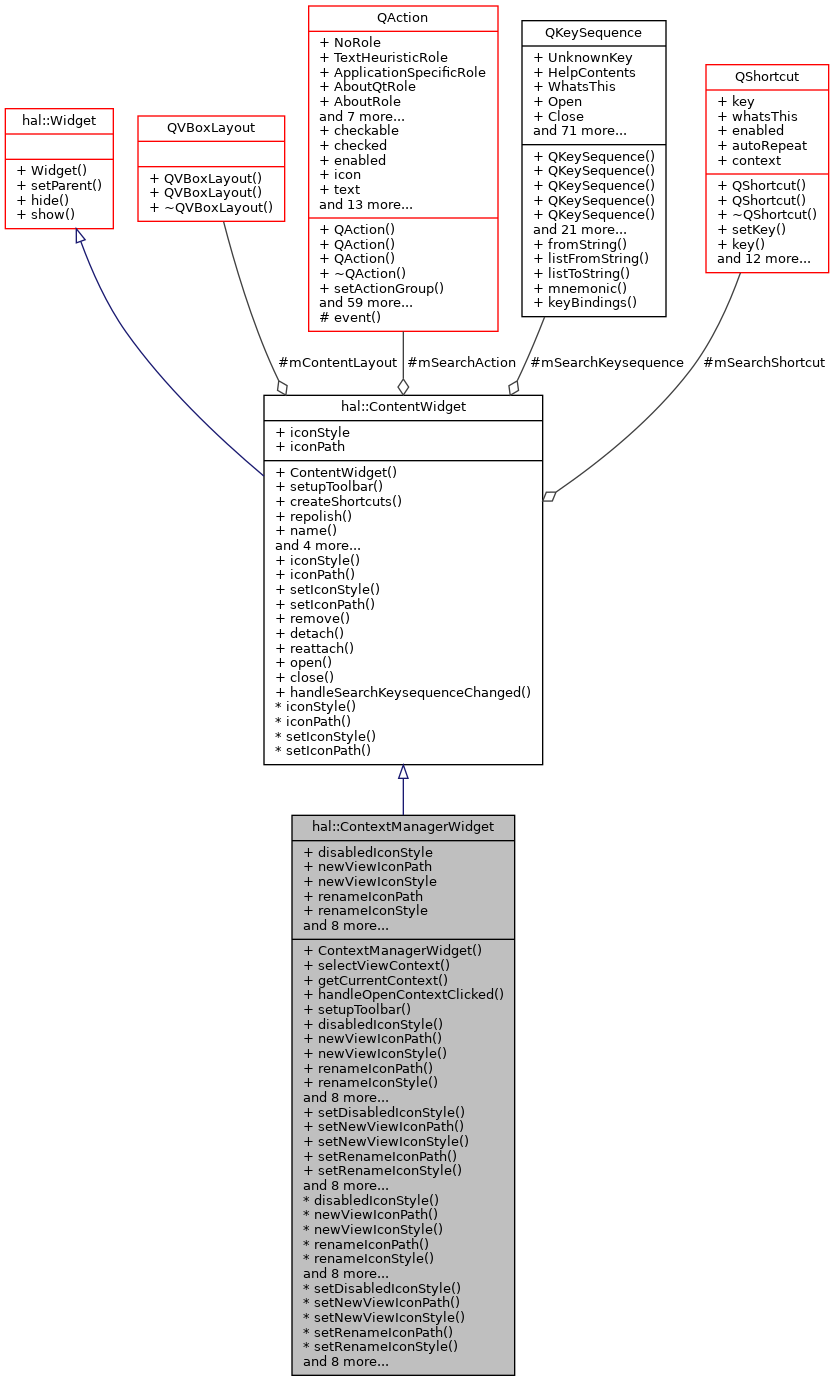 QAction
+ NoRole
+ TextHeuristicRole
+ ApplicationSpecificRole
+ AboutQtRole
+ AboutRole
and 7 more...
+ checkable
+ checked
+ enabled
+ icon
+ text
and 13 more...
+ QAction()
+ QAction()
+ QAction()
+ ~QAction()
+ setActionGroup()
and 59 more...
# event()
QKeySequence
+ UnknownKey
+ HelpContents
+ WhatsThis
+ Open
+ Close
and 71 more...
+ QKeySequence()
+ QKeySequence()
+ QKeySequence()
+ QKeySequence()
+ QKeySequence()
and 21 more...
+ fromString()
+ listFromString()
+ listToString()
+ mnemonic()
+ keyBindings()
QShortcut
+ key
+ whatsThis
+ enabled
+ autoRepeat
+ context
+ QShortcut()
+ QShortcut()
+ ~QShortcut()
+ setKey()
+ key()
and 12 more...
hal::Widget
+ Widget()
+ setParent()
+ hide()
+ show()
QVBoxLayout
+ QVBoxLayout()
+ QVBoxLayout()
+ ~QVBoxLayout()
#mContentLayout
#mSearchAction
#mSearchKeysequence
#mSearchShortcut
hal::ContentWidget
+ iconStyle
+ iconPath
+ ContentWidget()
+ setupToolbar()
+ createShortcuts()
+ repolish()
+ name()
and 4 more...
+ iconStyle()
+ iconPath()
+ setIconStyle()
+ setIconPath()
+ remove()
+ detach()
+ reattach()
+ open()
+ close()
+ handleSearchKeysequenceChanged()
* iconStyle()
* iconPath()
* setIconStyle()
* setIconPath()
hal::ContextManagerWidget
+ disabledIconStyle
+ newViewIconPath
+ newViewIconStyle
+ renameIconPath
+ renameIconStyle
and 8 more...
+ ContextManagerWidget()
+ selectViewContext()
+ getCurrentContext()
+ handleOpenContextClicked()
+ setupToolbar()
+ disabledIconStyle()
+ newViewIconPath()
+ newViewIconStyle()
+ renameIconPath()
+ renameIconStyle()
and 8 more...
+ setDisabledIconStyle()
+ setNewViewIconPath()
+ setNewViewIconStyle()
+ setRenameIconPath()
+ setRenameIconStyle()
and 8 more...
* disabledIconStyle()
* newViewIconPath()
* newViewIconStyle()
* renameIconPath()
* renameIconStyle()
and 8 more...
* setDisabledIconStyle()
* setNewViewIconPath()
* setNewViewIconStyle()
* setRenameIconPath()
* setRenameIconStyle()
and 8 more...